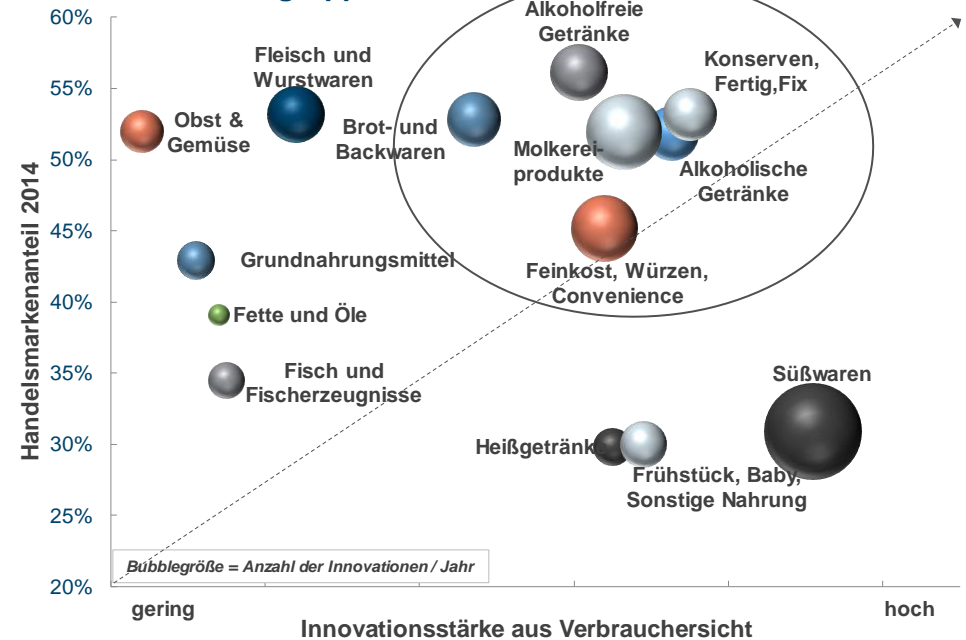 60%
55%
50%
45%
40%
35%
30%
25%
20%
Handelsmarkenanteil 2014
Alkoholfreie
Getränke
Fleisch und
Wurstwaren
Konserven,
Fertig,Fix
Obst &
Gemüse
Brot- und
Backwaren
Molkerei-
produkte
Alkoholische
Getränke
Grundnahrungsmittel
Feinkost, Würzen,
Convenience
Fette und Öle
Fisch und
Fischerzeugnisse
Süßwaren
Heißgetränke
Frühstück, Baby,
Sonstige Nahrung
Bubblegröße = Anzahl der Innovationen / Jahr
gering
hoch
Innovationsstärke aus Verbrauchersicht